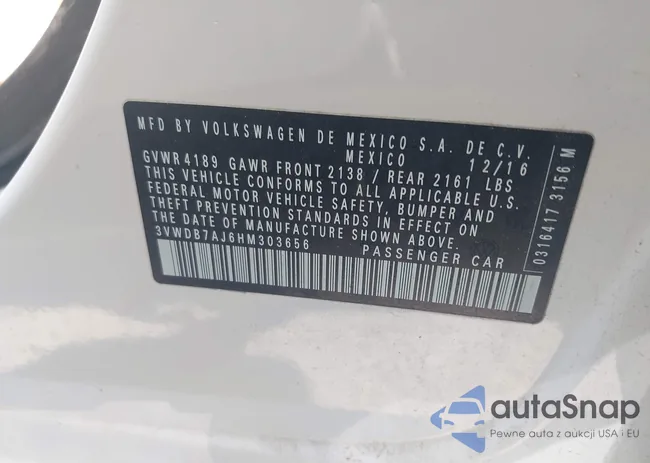 MFD BY VOLKSWAGEN DE MEXICO S.A. DE C.V.
MEXICO 12/16
GVWR 4189 GAWR FRONT 2138 / REAR 2161 LBS
THIS VEHICLE CONFORMS TO ALL APPLICABLE U.S.
FEDERAL MOTOR VEHICLE SAFETY, BUMPER AND
THEFT PREVENTION STANDARDS IN EFFECT ON
THE DATE OF MANUFACTURE SHOWN ABOVE.
3VWDB7AJ6HM303656 PASSENGER CAR
0316417 3156 M
autaSnap
Pewne auta z aukcji USA i EU